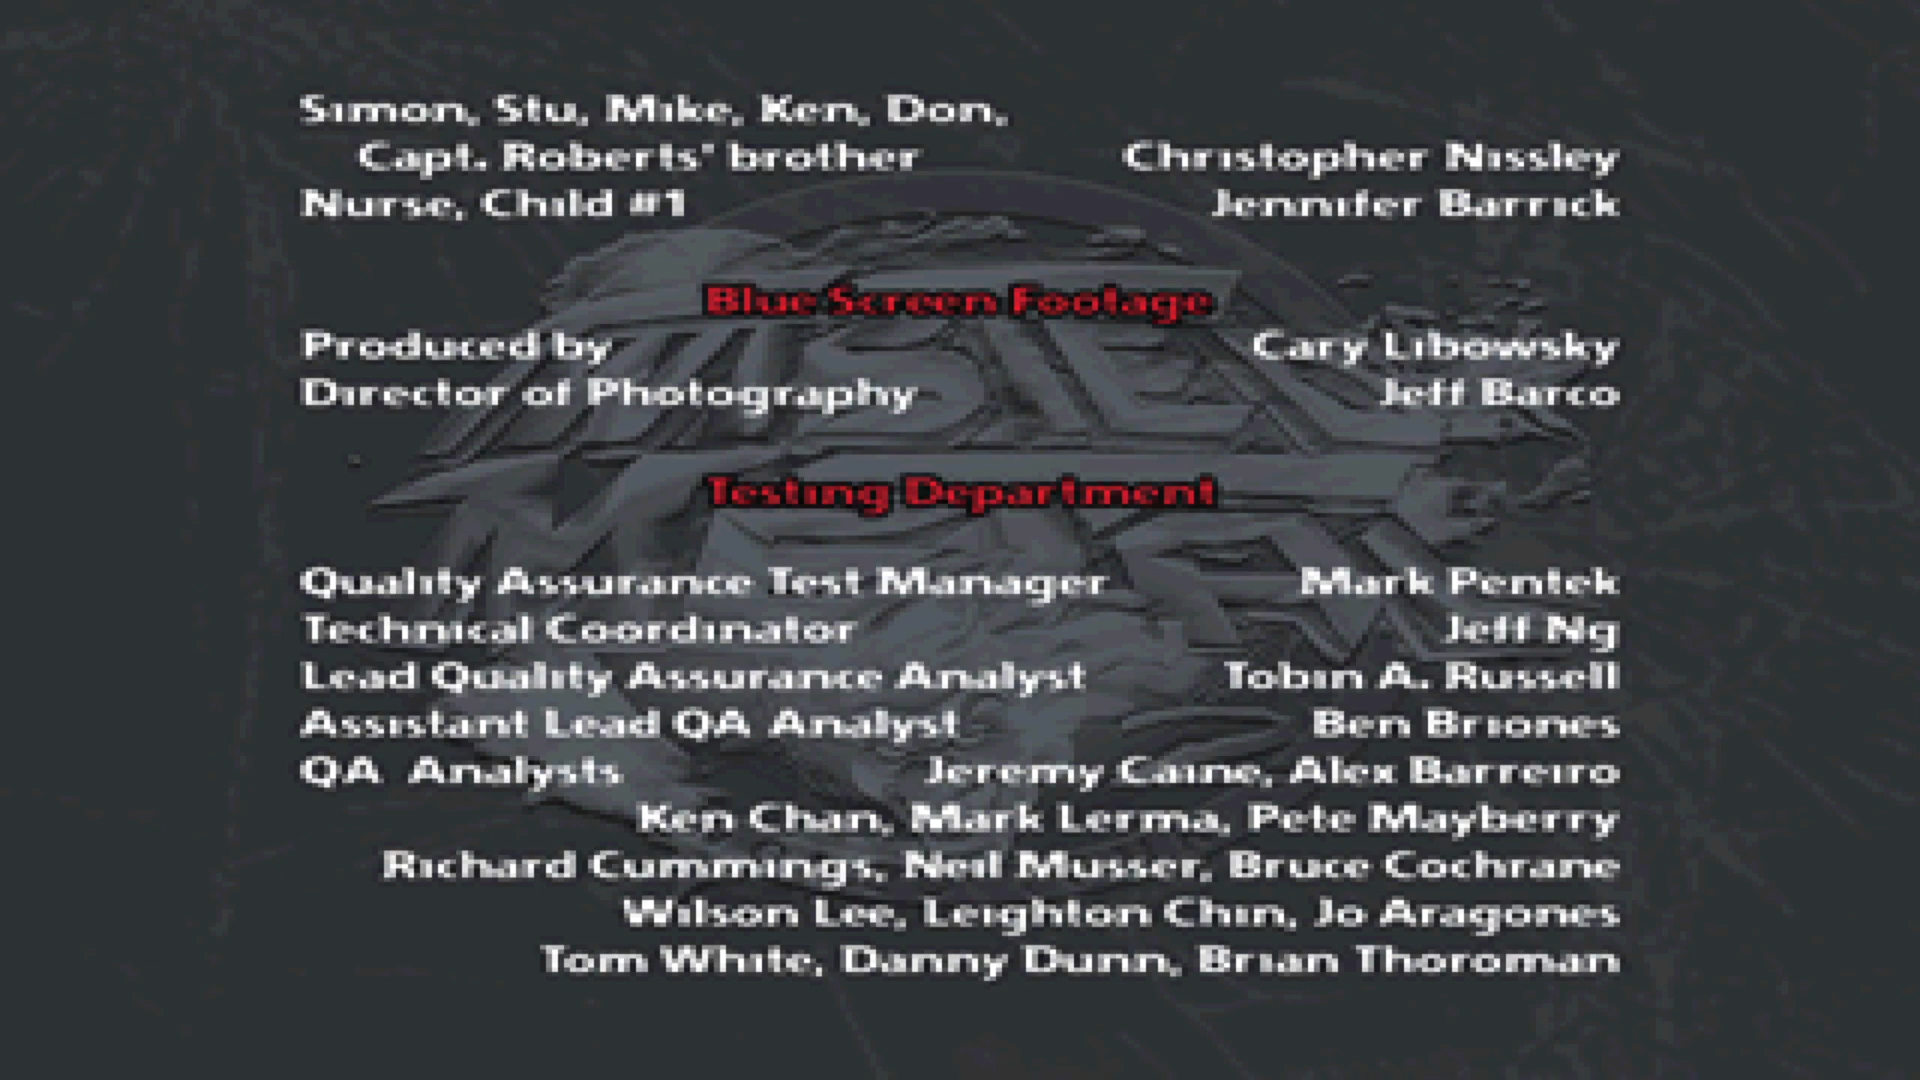 Simon, Stu, Mike, Ken, Don,
Capt. Roberts' brother Christopher Nissley
Nurse, Child #1 Jennifer Barrick
Blue Screen Footage
Produced by Cary Libowsky
Director of Photography Jeff Barco
Testing Department
Quality Assurance Test Manager Mark Pentek
Technical Coordinator Jeff Ng
Lead Quality Assurance Analyst Tobin A. Russell
Assistant Lead QA Analyst Ben Briones
QA Analysts Jeremy Caine, Alex Barreiro
Ken Chan, Mark Lerma, Pete Mayberry
Richard Cummings, Neil Musser, Bruce Cochrane
Wilson Lee, Leighton Chin, Jo Aragones
Tom White, Danny Dunn, Brian Thoroman